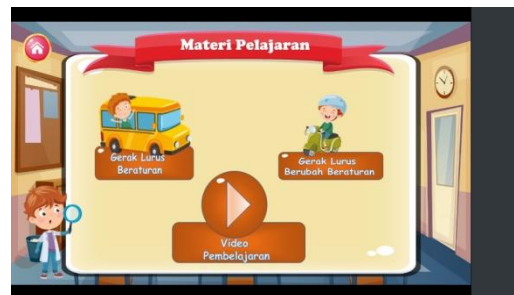 Materi Pelajaran
Gerak Lurus
Beraturan
Gerak Lurus
Berubah Beraturan
Video
Pembelajaran